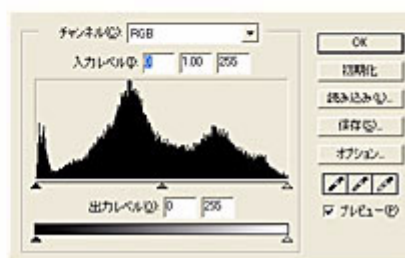 チャンネル(C): RGB
入力レベル(I): 0 1.00 255
出力レベル(O): 0 255
OK
初期化
読み込み(L)...
保存(S)...
オプション...
プレビュー(P)